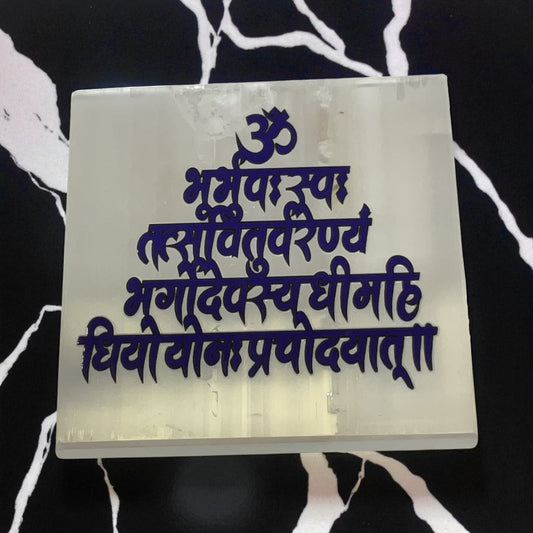 ॐ
भूर्भुवः स्वः
तत्सवितुर्वरेण्यं
भर्गो देवस्य धीमहि
धियो यो नः प्रचोदयात् ॥